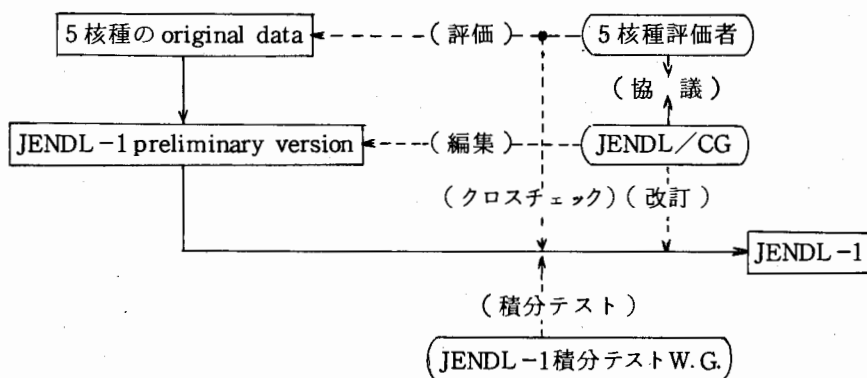 5核種の original data
(評価)
5核種評価者
(協 議)
JENDL-1 preliminary version
(編集)
JENDL/CG
(クロスチェック)(改訂)
JENDL-1
(積分テスト)
JENDL-1積分テストW.G.